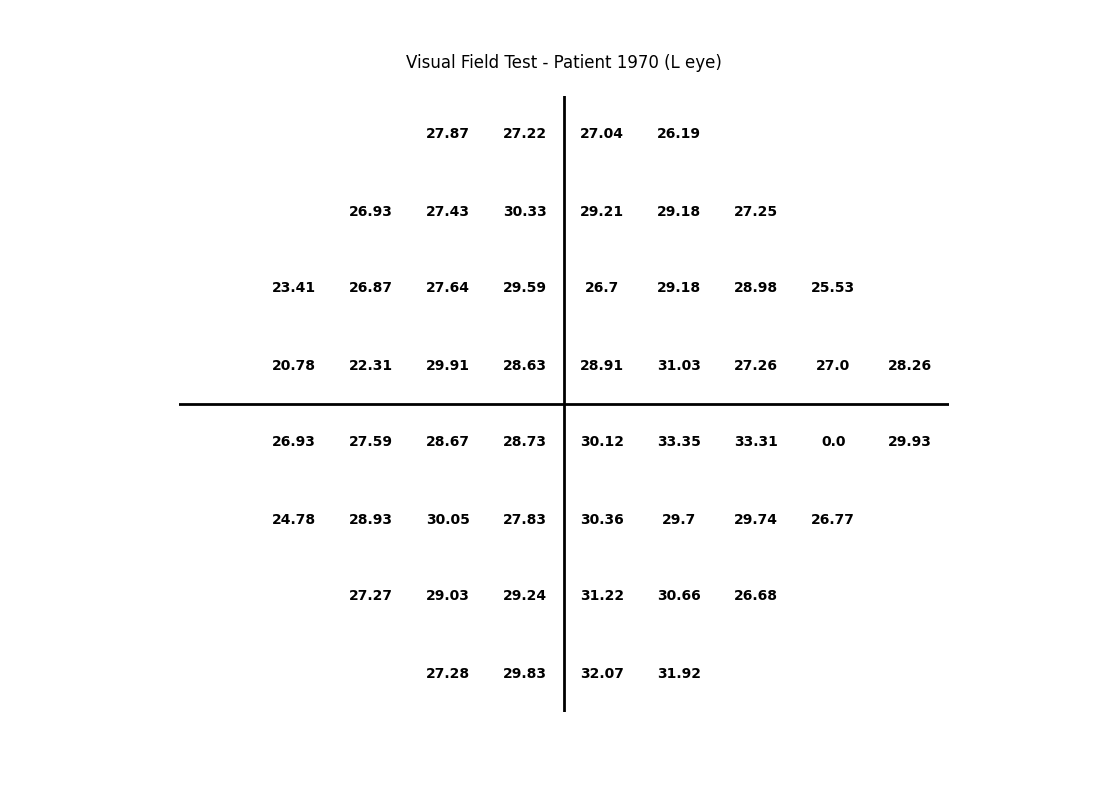 Visual Field Test - Patient 1970 (L eye)
27.87 27.22 27.04 26.19
26.93 27.43 30.33 29.21 29.18 27.25
23.41 26.87 27.64 29.59 26.7 29.18 28.98 25.53
20.78 22.31 29.91 28.63 28.91 31.03 27.26 27.0 28.26
26.93 27.59 28.67 28.73 30.12 33.35 33.31 0.0 29.93
24.78 28.93 30.05 27.83 30.36 29.7 29.74 26.77
27.27 29.03 29.24 31.22 30.66 26.68
27.28 29.83 32.07 31.92